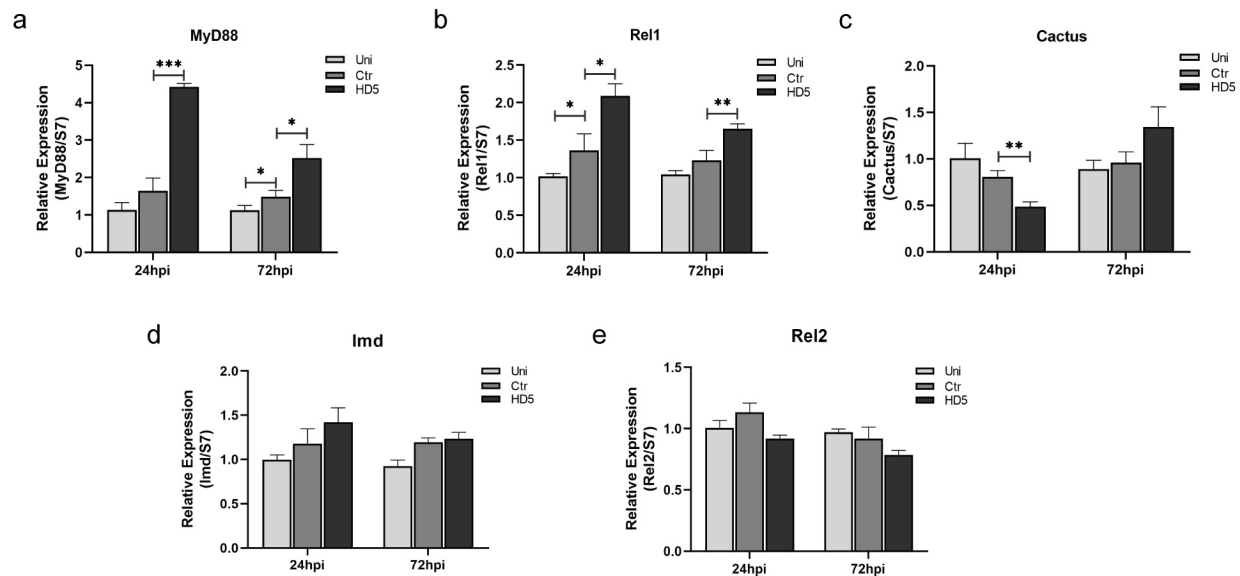 a
MyD88
Relative Expression
(MyD88/S7)
5
4
3
2
1
0
***
*
*
Uni
Ctr
HD5
24hpi
72hpi
b
Rel1
Relative Expression
(Rel1/S7)
2.5
2.0
1.5
1.0
0.5
0.0
*
*
**
Uni
Ctr
HD5
24hpi
72hpi
c
Cactus
Relative Expression
(Cactus/S7)
2.0
1.5
1.0
0.5
0.0
**
Uni
Ctr
HD5
24hpi
72hpi
d
Imd
Relative Expression
(Imd/S7)
2.0
1.5
1.0
0.5
0.0
Uni
Ctr
HD5
24hpi
72hpi
e
Rel2
Relative Expression
(Rel2/S7)
1.5
1.0
0.5
0.0
Uni
Ctr
HD5
24hpi
72hpi